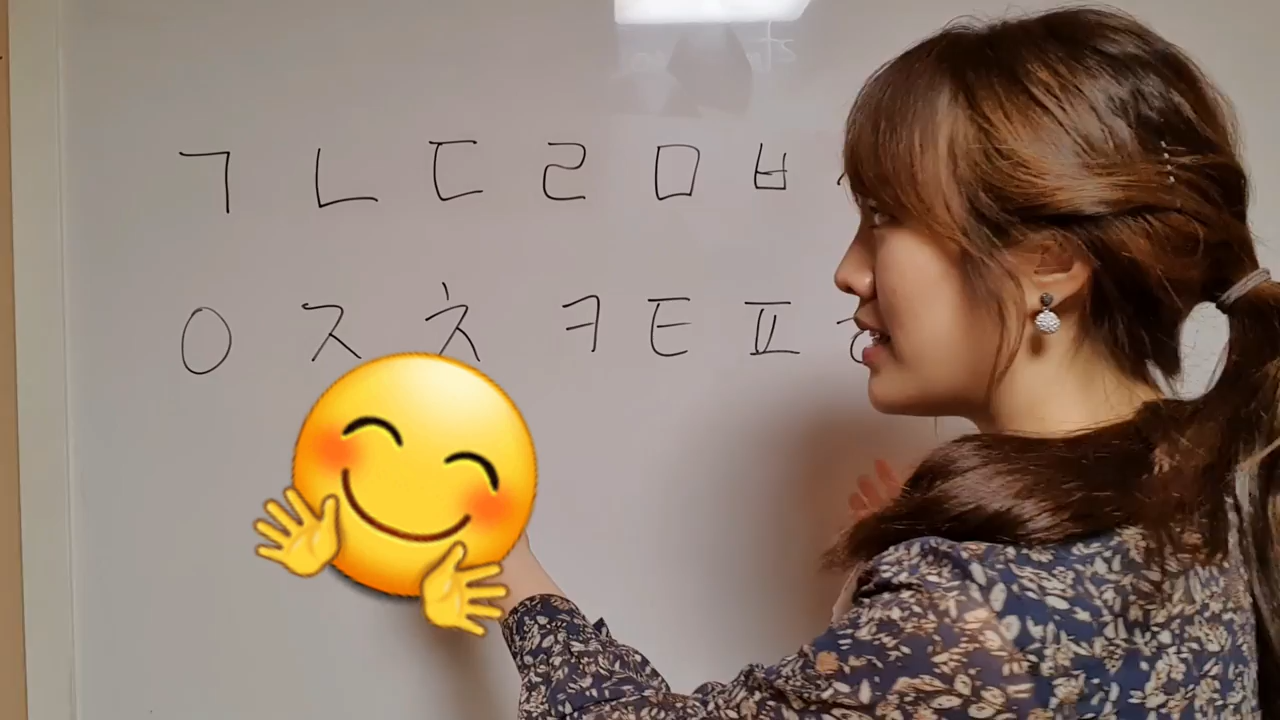 ㄱ ㄴ ㄷ ㄹ ㅁ ㅂ
ㅇ ㅈ ㅊ ㅋ ㅌ ㅍ